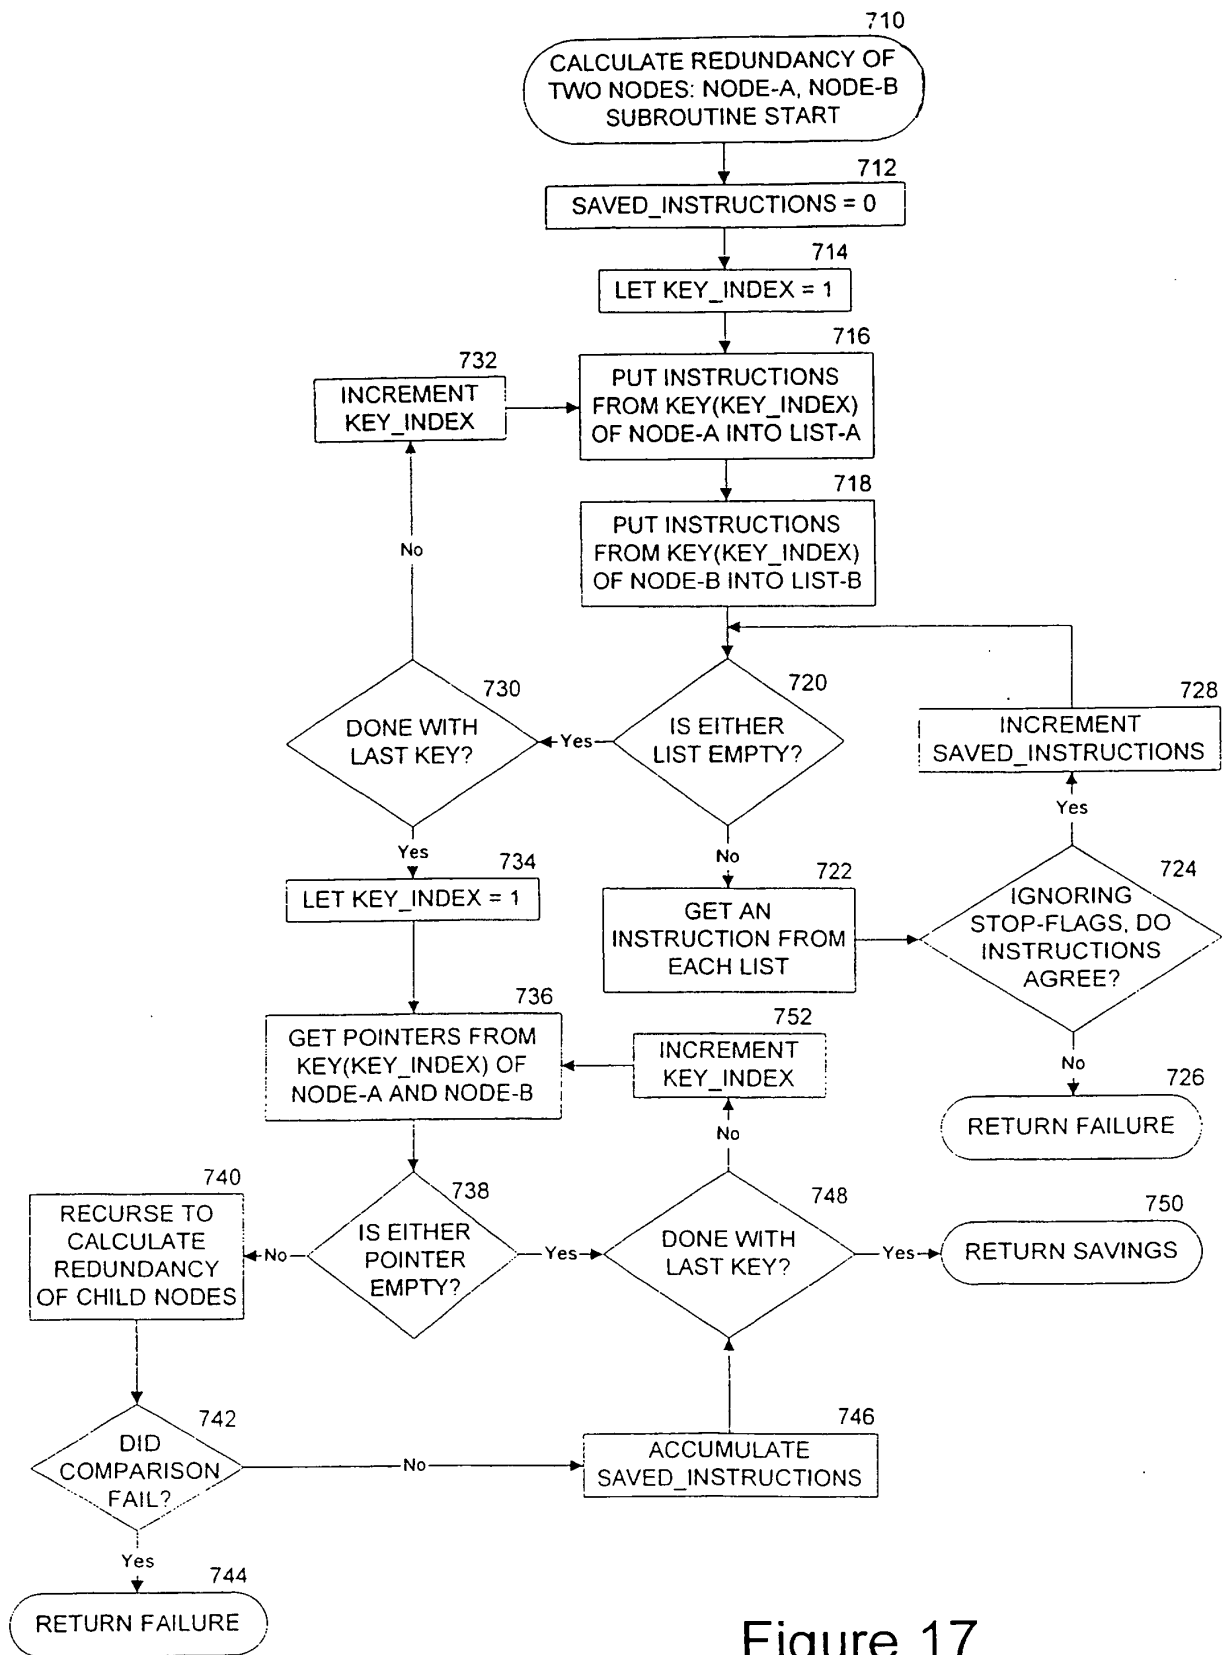 710
CALCULATE REDUNDANCY OF
TWO NODES: NODE-A, NODE-B
SUBROUTINE START
712
SAVED_INSTRUCTIONS = 0
714
LET KEY_INDEX = 1
716
PUT INSTRUCTIONS
FROM KEY(KEY_INDEX)
OF NODE-A INTO LIST-A
732
INCREMENT
KEY_INDEX
718
PUT INSTRUCTIONS
FROM KEY(KEY_INDEX)
OF NODE-B INTO LIST-B
No
730
DONE WITH
LAST KEY?
Yes
720
IS EITHER
LIST EMPTY?
728
INCREMENT
SAVED_INSTRUCTIONS
Yes
Yes
No
734
LET KEY_INDEX = 1
722
GET AN
INSTRUCTION FROM
EACH LIST
724
IGNORING
STOP-FLAGS, DO
INSTRUCTIONS
AGREE?
No
726
RETURN FAILURE
736
GET POINTERS FROM
KEY(KEY_INDEX) OF
NODE-A AND NODE-B
752
INCREMENT
KEY_INDEX
No
740
RECURSE TO
CALCULATE
REDUNDANCY
OF CHILD NODES
No
738
IS EITHER
POINTER
EMPTY?
Yes
748
DONE WITH
LAST KEY?
Yes
750
RETURN SAVINGS
742
DID
COMPARISON
FAIL?
No
746
ACCUMULATE
SAVED_INSTRUCTIONS
Yes
744
RETURN FAILURE
Figure 17